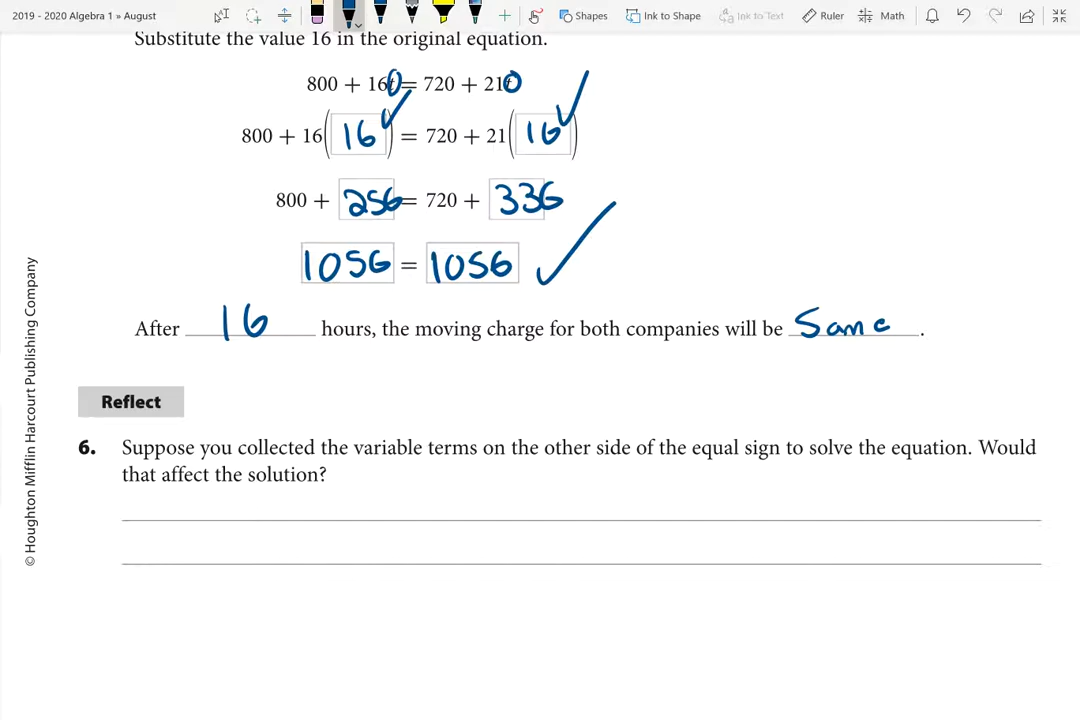 2019 - 2020 Algebra 1 » August
Shapes
Ink to Shape
Ink to Text
Ruler
Math
Substitute the value 16 in the original equation.
800 + 16t = 720 + 21t
800 + 16(16) = 720 + 21(16)
800 + 256 = 720 + 336
1056 = 1056
After 16 hours, the moving charge for both companies will be Same.
Reflect
6. Suppose you collected the variable terms on the other side of the equal sign to solve the equation. Would
that affect the solution?
© Houghton Mifflin Harcourt Publishing Company